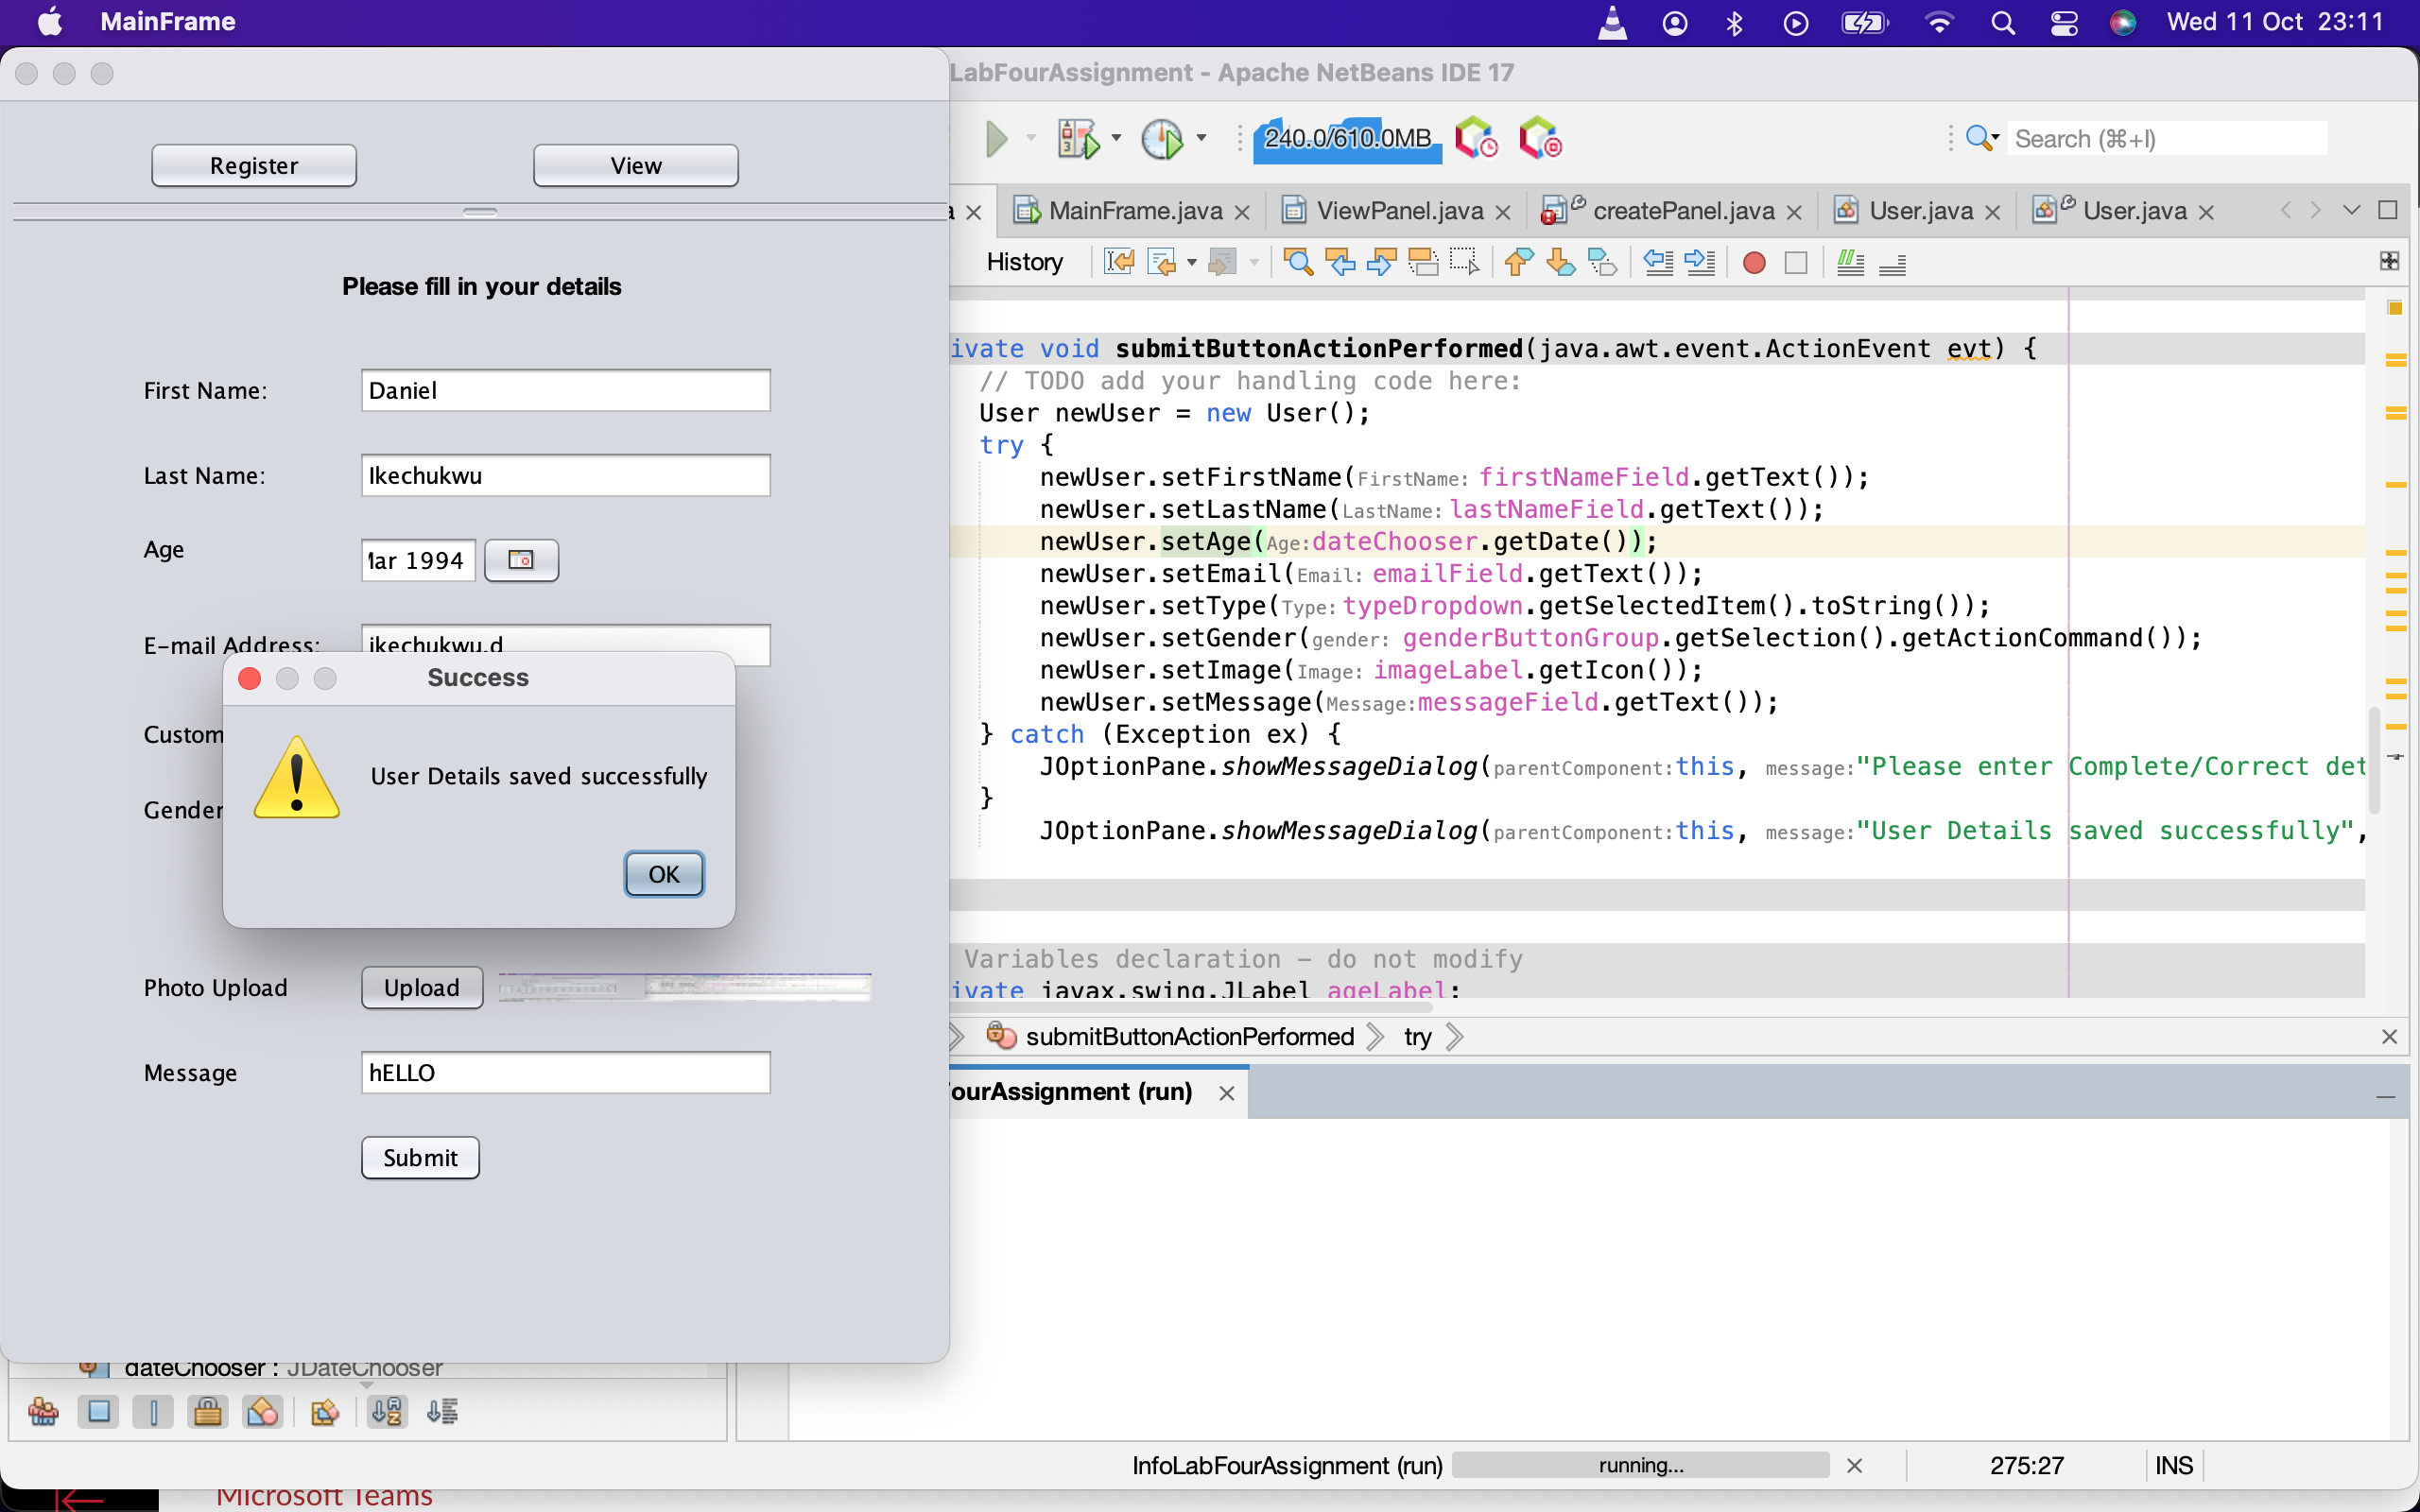 MainFrame
Wed 11 Oct 23:11
LabFourAssignment - Apache NetBeans IDE 17
240.0/610.0MB
Search (⌘+I)
MainFrame.java
ViewPanel.java
createPanel.java
User.java
User.java
History
Register
View
Please fill in your details
First Name:
Daniel
Last Name:
Ikechukwu
Age
Mar 1994
E-mail Address:
ikechukwu.d
Custom
Gender
Success
User Details saved successfully
OK
Photo Upload
Upload
Message
hELLO
Submit
ivate void submitButtonActionPerformed(java.awt.event.ActionEvent evt) {
// TODO add your handling code here:
User newUser = new User();
try {
newUser.setFirstName(FirstName: firstNameField.getText());
newUser.setLastName(LastName: lastNameField.getText());
newUser.setAge(Age: dateChooser.getDate());
newUser.setEmail(Email: emailField.getText());
newUser.setType(Type: typeDropdown.getSelectedItem().toString());
newUser.setGender(gender: genderButtonGroup.getSelection().getActionCommand());
newUser.setImage(Image: imageLabel.getIcon());
newUser.setMessage(Message: messageField.getText());
} catch (Exception ex) {
JOptionPane.showMessageDialog(parentComponent: this, message: "Please enter Complete/Correct det
}
JOptionPane.showMessageDialog(parentComponent: this, message: "User Details saved successfully",
Variables declaration - do not modify
ivate javax.swing.JLabel ageLabel;
submitButtonActionPerformed
try
ourAssignment (run)
dateChooser : JDateChooser
InfoLabFourAssignment (run)
running...
275:27
INS
Microsoft Teams